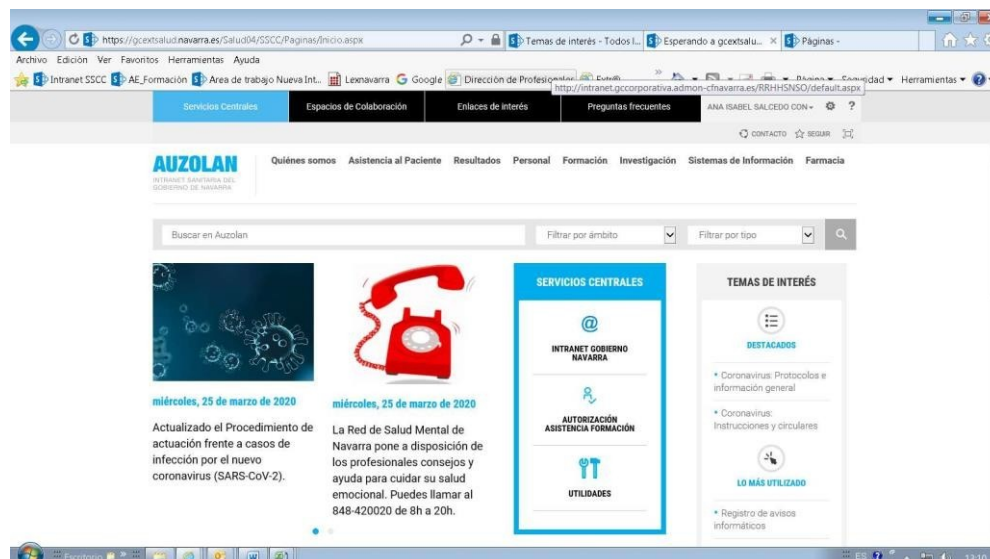 https://gcextsalud.navarra.es/Salud04/SSCC/Paginas/Inicio.aspx
Temas de interés - Todos l...
Esperando a gcextsalu...
Páginas -
Archivo Edición Ver Favoritos Herramientas Ayuda
Intranet SSCC
AE_Formación
Area de trabajo Nueva Int...
Lexnavarra
Google
Dirección de Profesionales
Página
Seguridad
Herramientas
http://intranet.gccorporativa.admon-cfnavarra.es/RRHHSNSO/default.aspx
Servicios Centrales
Espacios de Colaboración
Enlaces de interés
Preguntas frecuentes
ANA ISABEL SALCEDO CON
?
CONTACTO
SEGUIR
AUZOLAN
INTRANET SANITARIA DEL
GOBIERNO DE NAVARRA
Quiénes somos Asistencia al Paciente Resultados Personal Formación Investigación Sistemas de Información Farmacia
Buscar en Auzolan
Filtrar por ámbito
Filtrar por tipo
miércoles, 25 de marzo de 2020
Actualizado el Procedimiento de
actuación frente a casos de
infección por el nuevo
coronavirus (SARS-CoV-2).
miércoles, 25 de marzo de 2020
La Red de Salud Mental de
Navarra pone a disposición de
los profesionales consejos y
ayuda para cuidar su salud
emocional. Puedes llamar al
848-420020 de 8h a 20h.
SERVICIOS CENTRALES
@
INTRANET GOBIERNO
NAVARRA
AUTORIZACIÓN
ASISTENCIA FORMACIÓN
UTILIDADES
TEMAS DE INTERÉS
DESTACADOS
• Coronavirus: Protocolos e
información general
• Coronavirus:
Instrucciones y circulares
LO MÁS UTILIZADO
• Registro de avisos
informáticos
Escritorio
ES
13:10